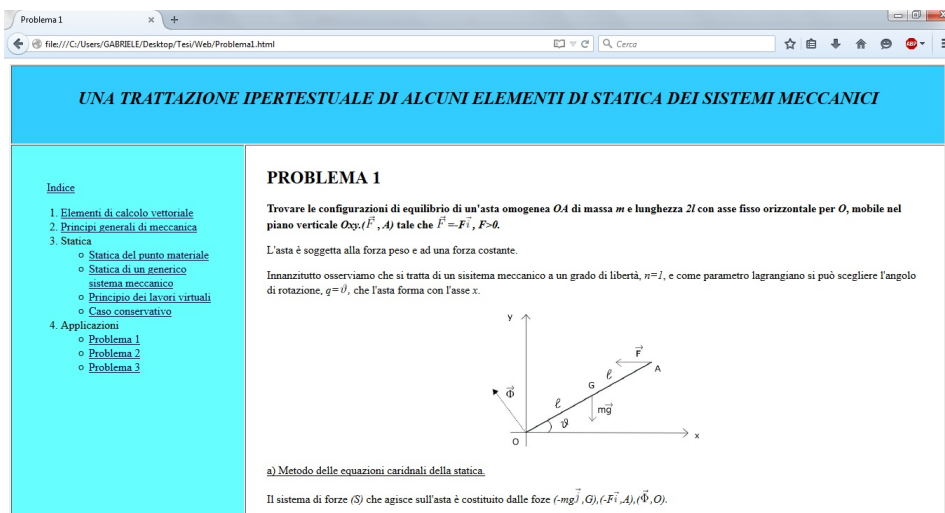 Problema 1
file:///C:/Users/GABRIELE/Desktop/Tesi/Web/Problema1.html
Cerca
ABP
UNA TRATTAZIONE IPERTESTUALE DI ALCUNI ELEMENTI DI STATICA DEI SISTEMI MECCANICI
Indice
1. Elementi di calcolo vettoriale
2. Principi generali di meccanica
3. Statica
Statica del punto materiale
Statica di un generico
sistema meccanico
Principio dei lavori virtuali
Caso conservativo
4. Applicazioni
Problema 1
Problema 2
Problema 3
PROBLEMA 1
Trovare le configurazioni di equilibrio di un'asta omogenea OA di massa m e lunghezza 2l con asse fisso orizzontale per O, mobile nel
piano verticale Oxy.(F⃗ , A) tale che F⃗ =-Fi⃗ , F>0.
L'asta è soggetta alla forza peso e ad una forza costante.
Innanzitutto osserviamo che si tratta di un sisitema meccanico a un grado di libertà, n=1, e come parametro lagrangiano si può scegliere l'angolo
di rotazione, q=ϑ, che l'asta forma con l'asse x.
y
F⃗
A
ℓ
G
Φ⃗
ℓ
mg⃗
ϑ
O
x
a) Metodo delle equazioni caridnali della statica.
Il sistema di forze (S) che agisce sull'asta è costituito dalle foze (-mgj⃗ ,G),(-Fi⃗ ,A),(Φ⃗ ,O).